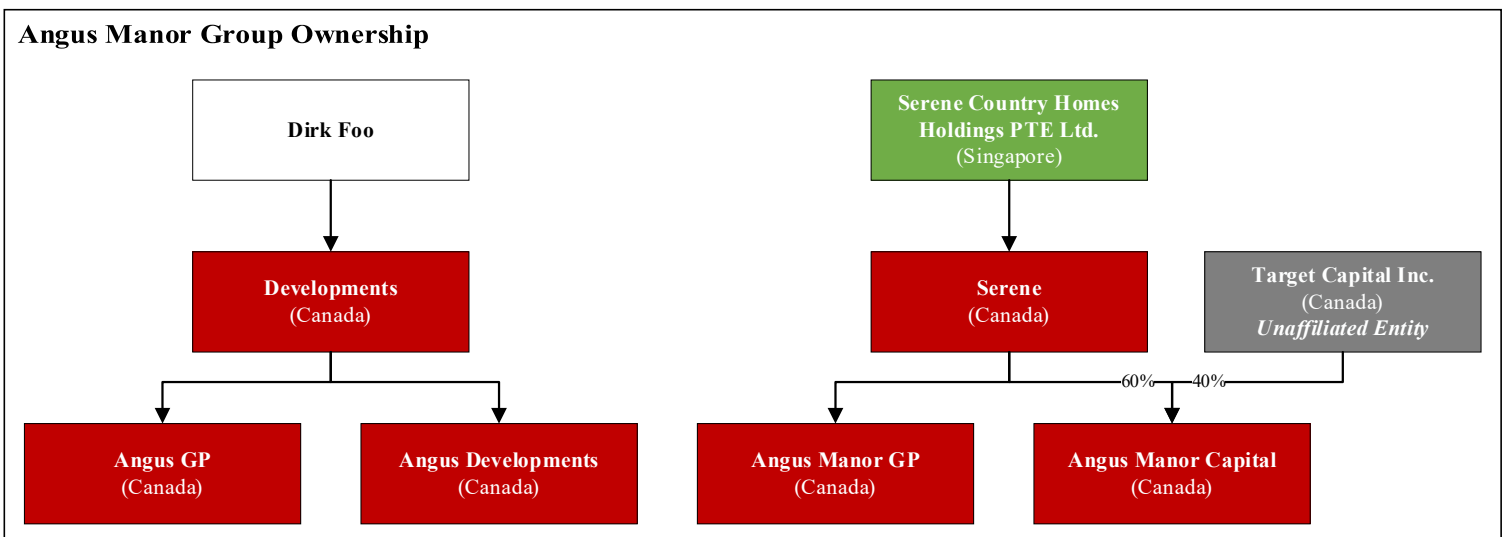 Angus Manor Group Ownership
Dirk Foo
Serene Country Homes
Holdings PTE Ltd.
(Singapore)
Developments
(Canada)
Serene
(Canada)
Target Capital Inc.
(Canada)
Unaffiliated Entity
60%
40%
Angus GP
(Canada)
Angus Developments
(Canada)
Angus Manor GP
(Canada)
Angus Manor Capital
(Canada)